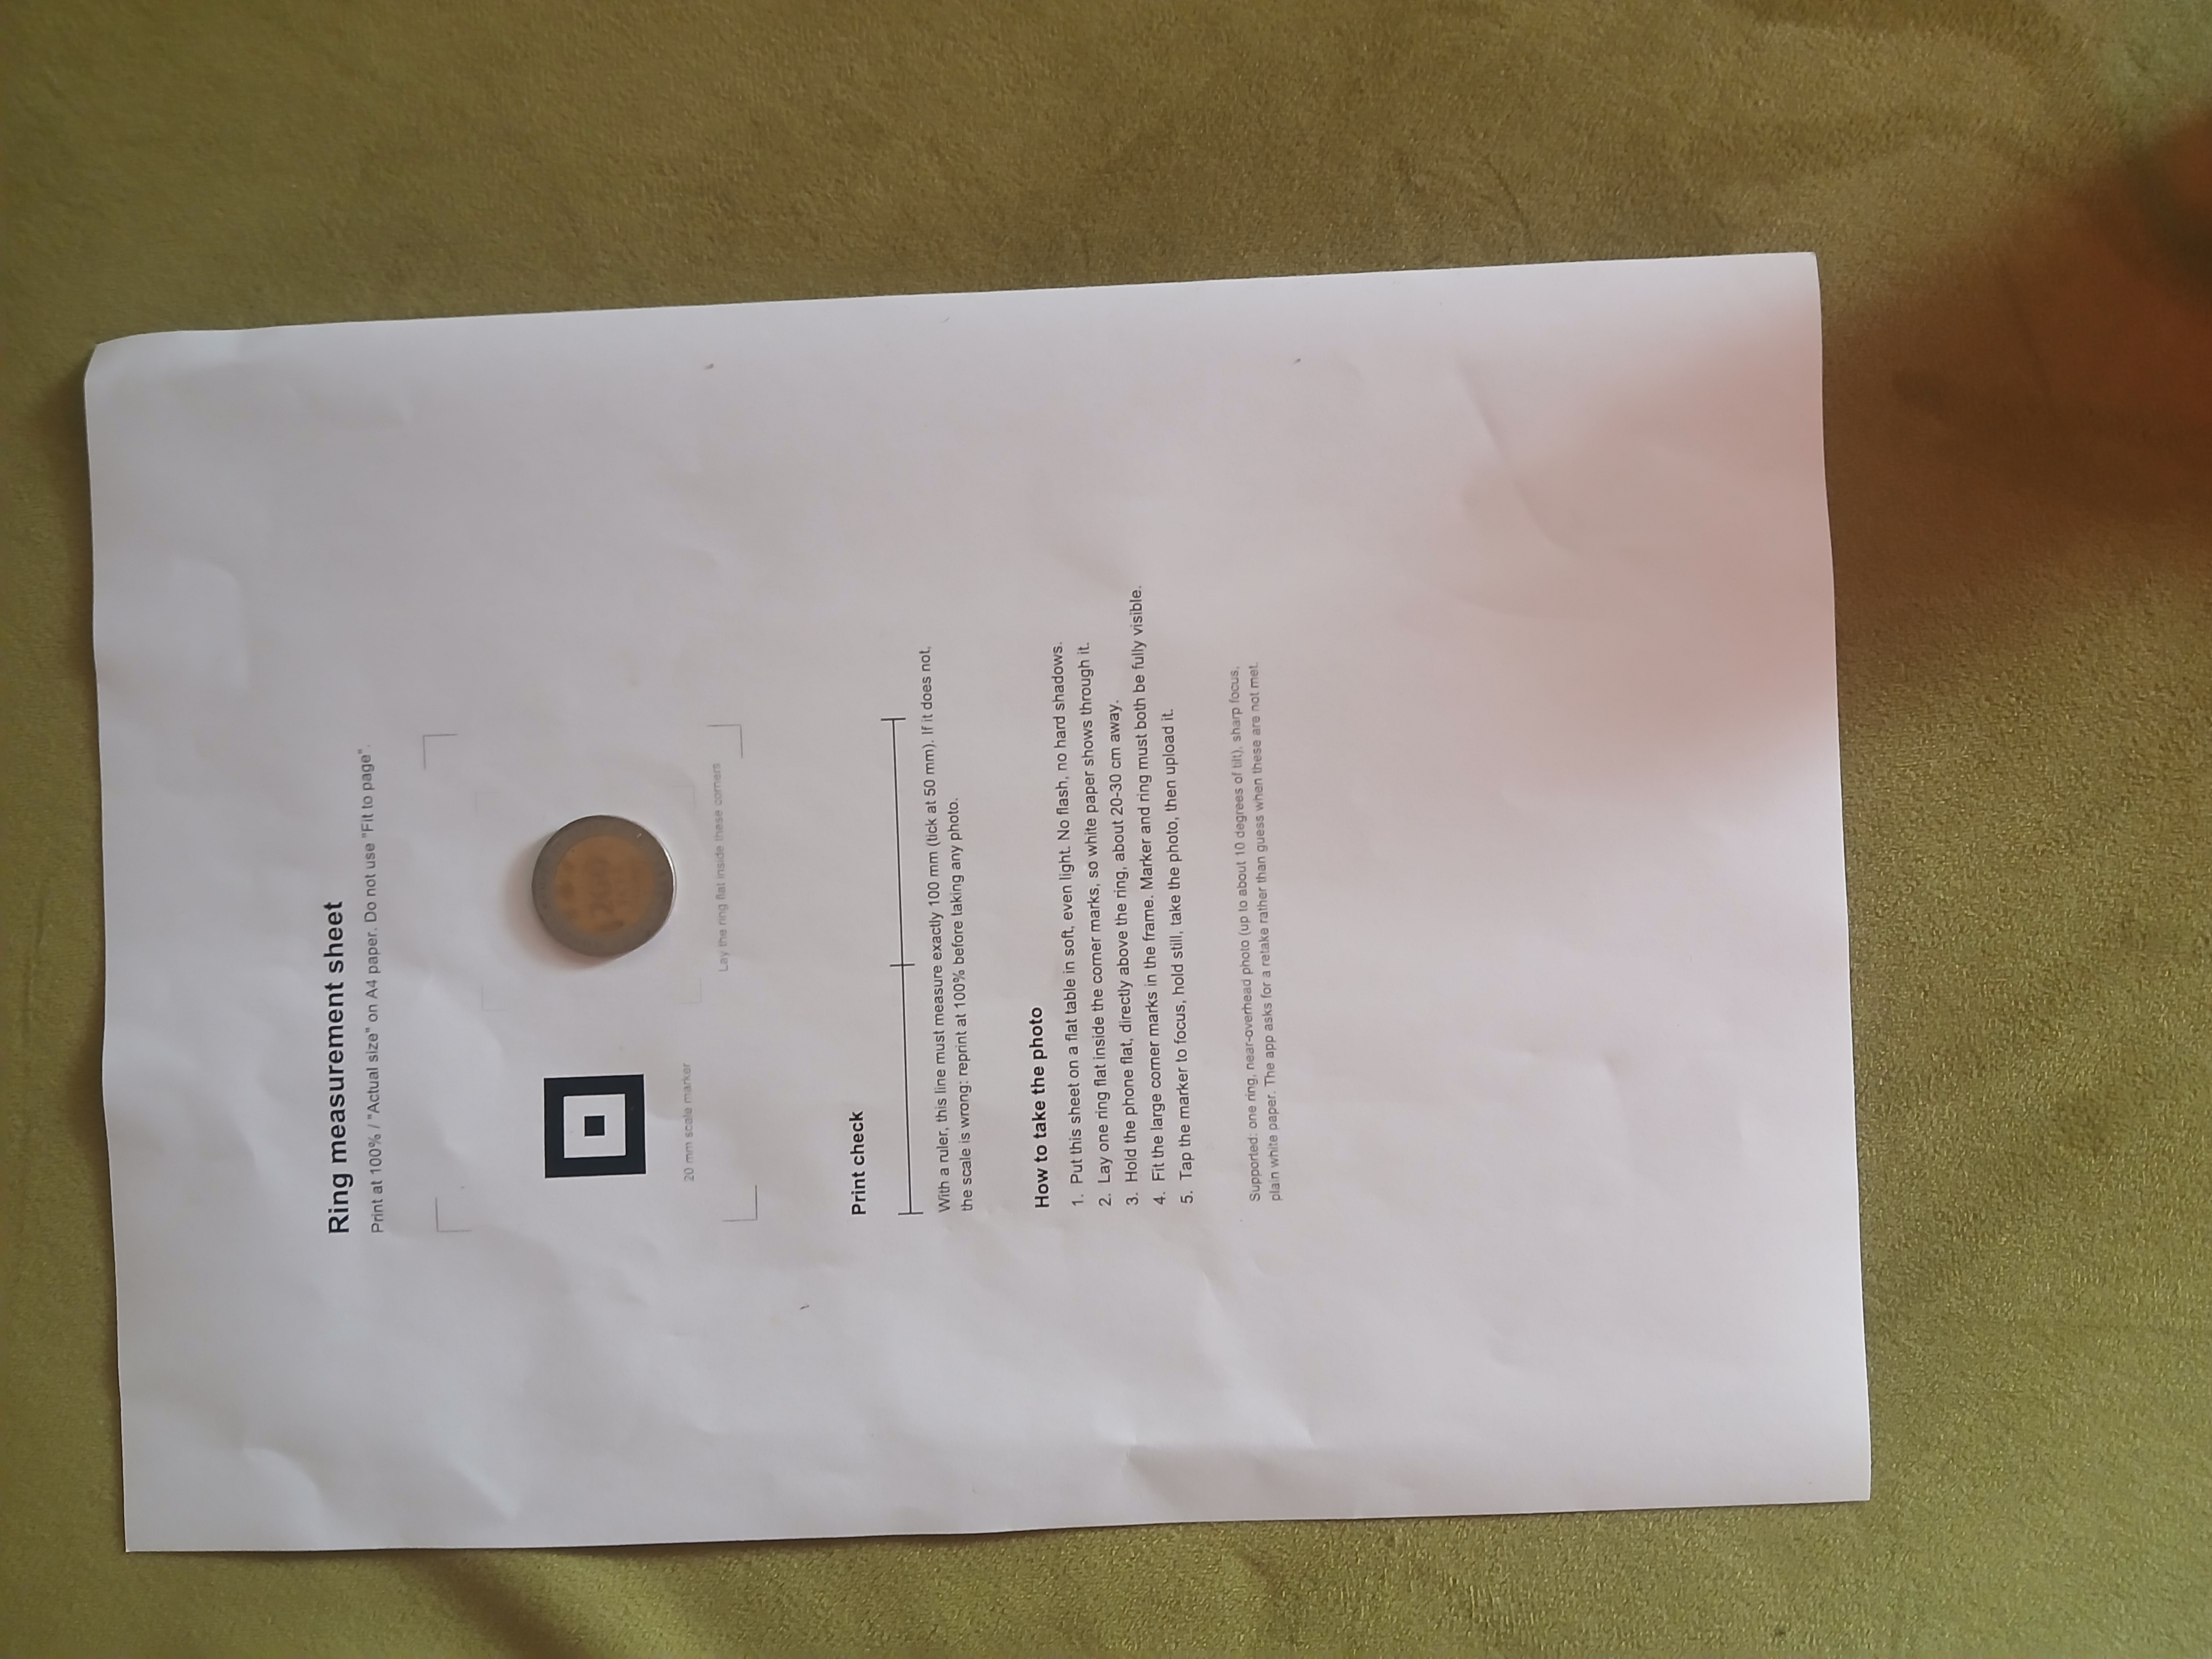 Ring measurement sheet
Print at 100% / "Actual size" on A4 paper. Do not use "Fit to page".
200
20 mm scale marker
Lay the ring flat inside these corners
Print check
With a ruler, this line must measure exactly 100 mm (tick at 50 mm). If it does not,
the scale is wrong: reprint at 100% before taking any photo.
How to take the photo
1. Put this sheet on a flat table in soft, even light. No flash, no hard shadows.
2. Lay one ring flat inside the corner marks, so white paper shows through it.
3. Hold the phone flat, directly above the ring, about 20-30 cm away.
4. Fit the large corner marks in the frame. Marker and ring must both be fully visible.
5. Tap the marker to focus, hold still, take the photo, then upload it.
Supported: one ring, near-overhead photo (up to about 10 degrees of tilt), sharp focus,
plain white paper. The app asks for a retake rather than guess when these are not met.